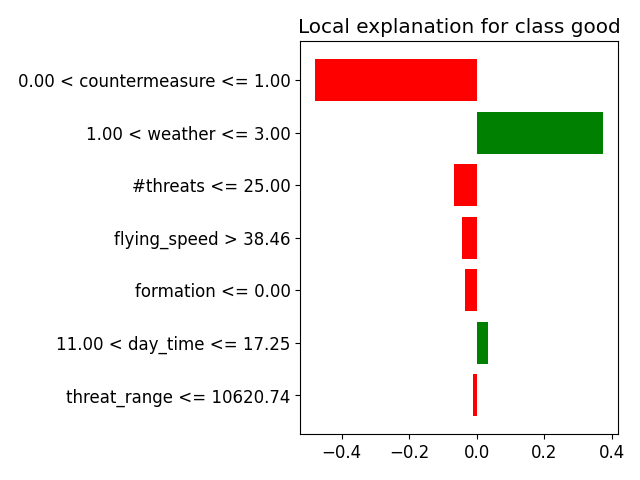 Local explanation for class good
0.00 < countermeasure <= 1.00
1.00 < weather <= 3.00
#threats <= 25.00
flying_speed > 38.46
formation <= 0.00
11.00 < day_time <= 17.25
threat_range <= 10620.74
−0.4 −0.2 0.0 0.2 0.4